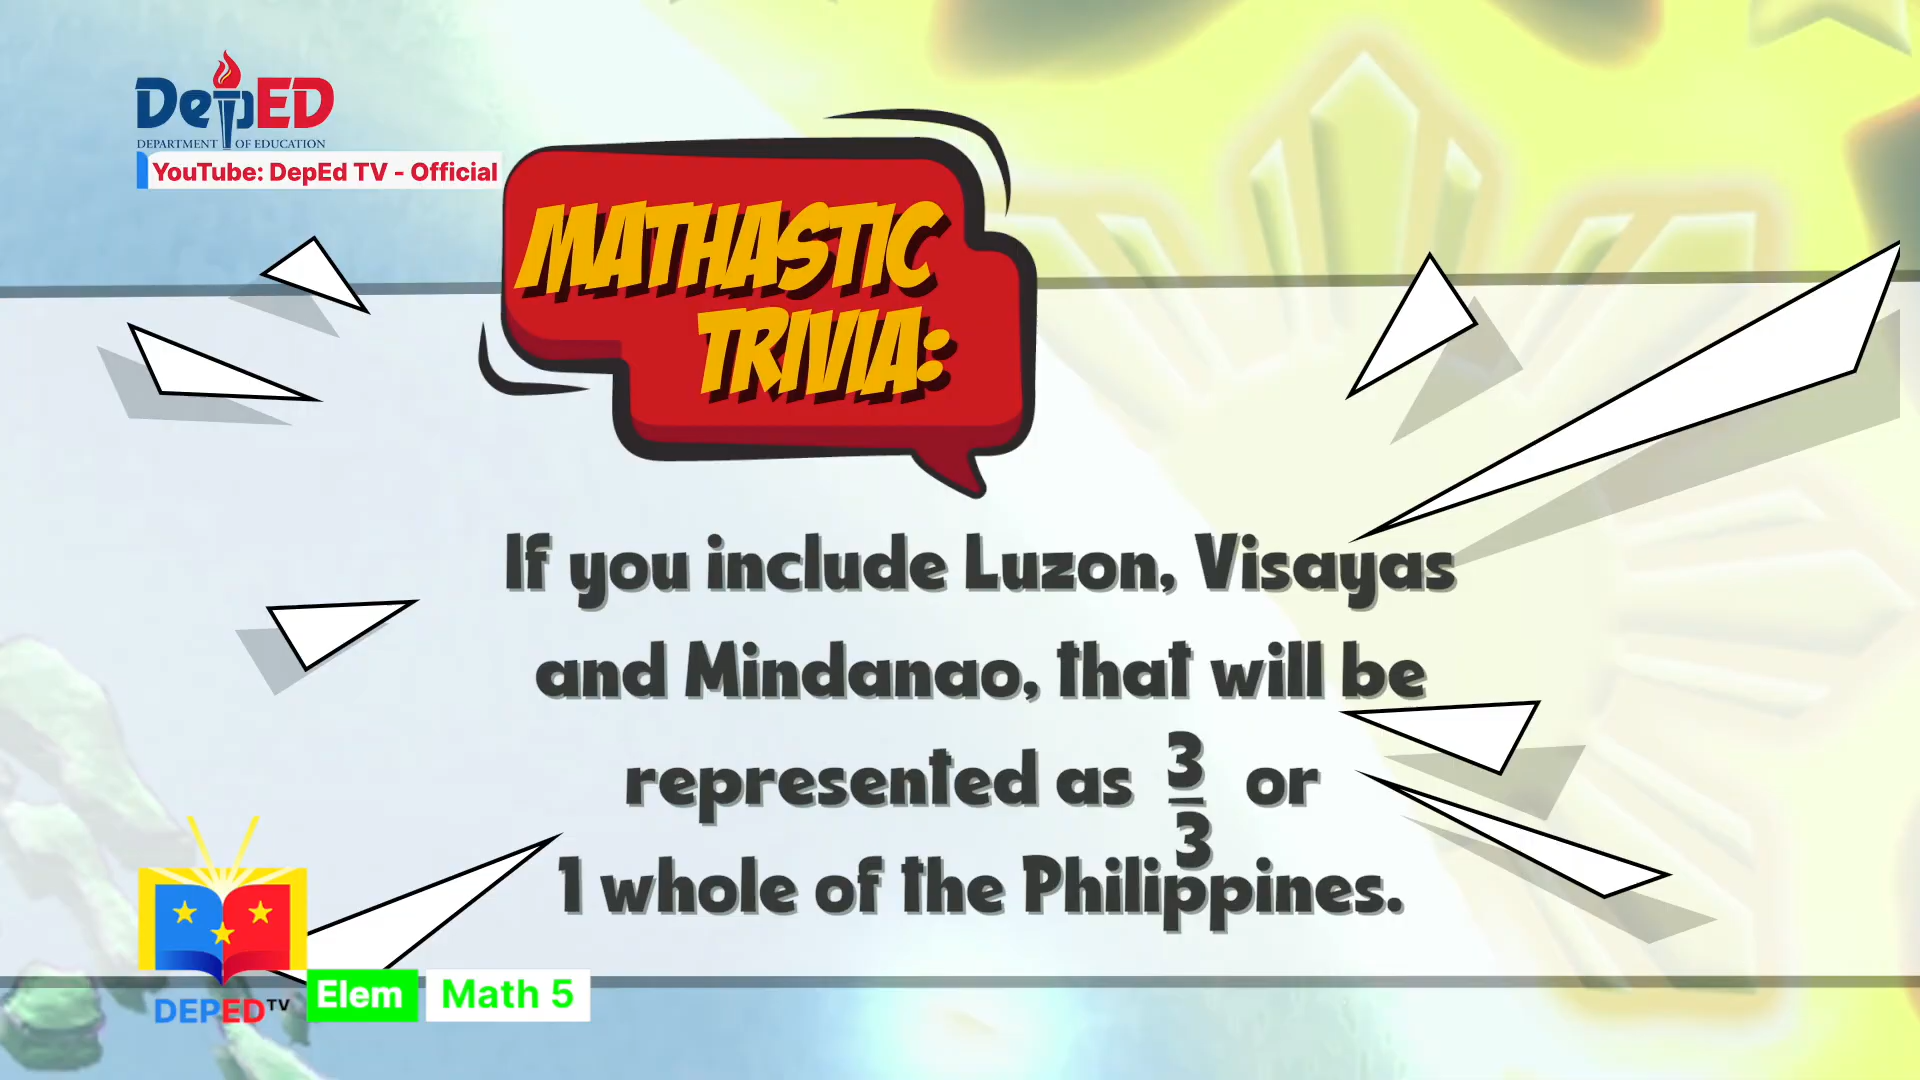 DepED
DEPARTMENT OF EDUCATION
YouTube: DepEd TV - Official
MATHASTIC
TRIVIA:
If you include Luzon, Visayas
and Mindanao, that will be
represented as 3/3 or
1 whole of the Philippines.
DEPED TV
Elem Math 5